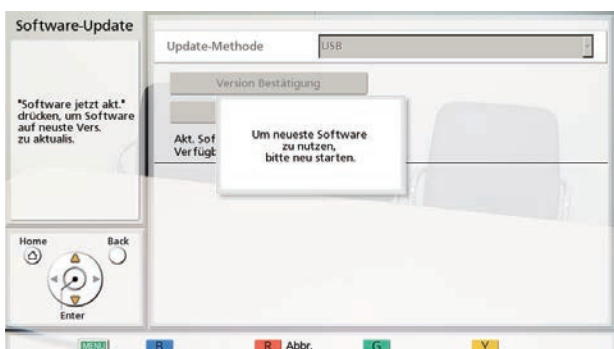 Software-Update
"Software jetzt akt."
drücken, um Software
auf neuste Vers.
zu aktualis.
Home
Back
Enter
Update-Methode
USB
Version Bestätigung
Akt. Sof
Verfügb
Um neueste Software
zu nutzen,
bitte neu starten.
MENU
B
R Abbr.
G
Y